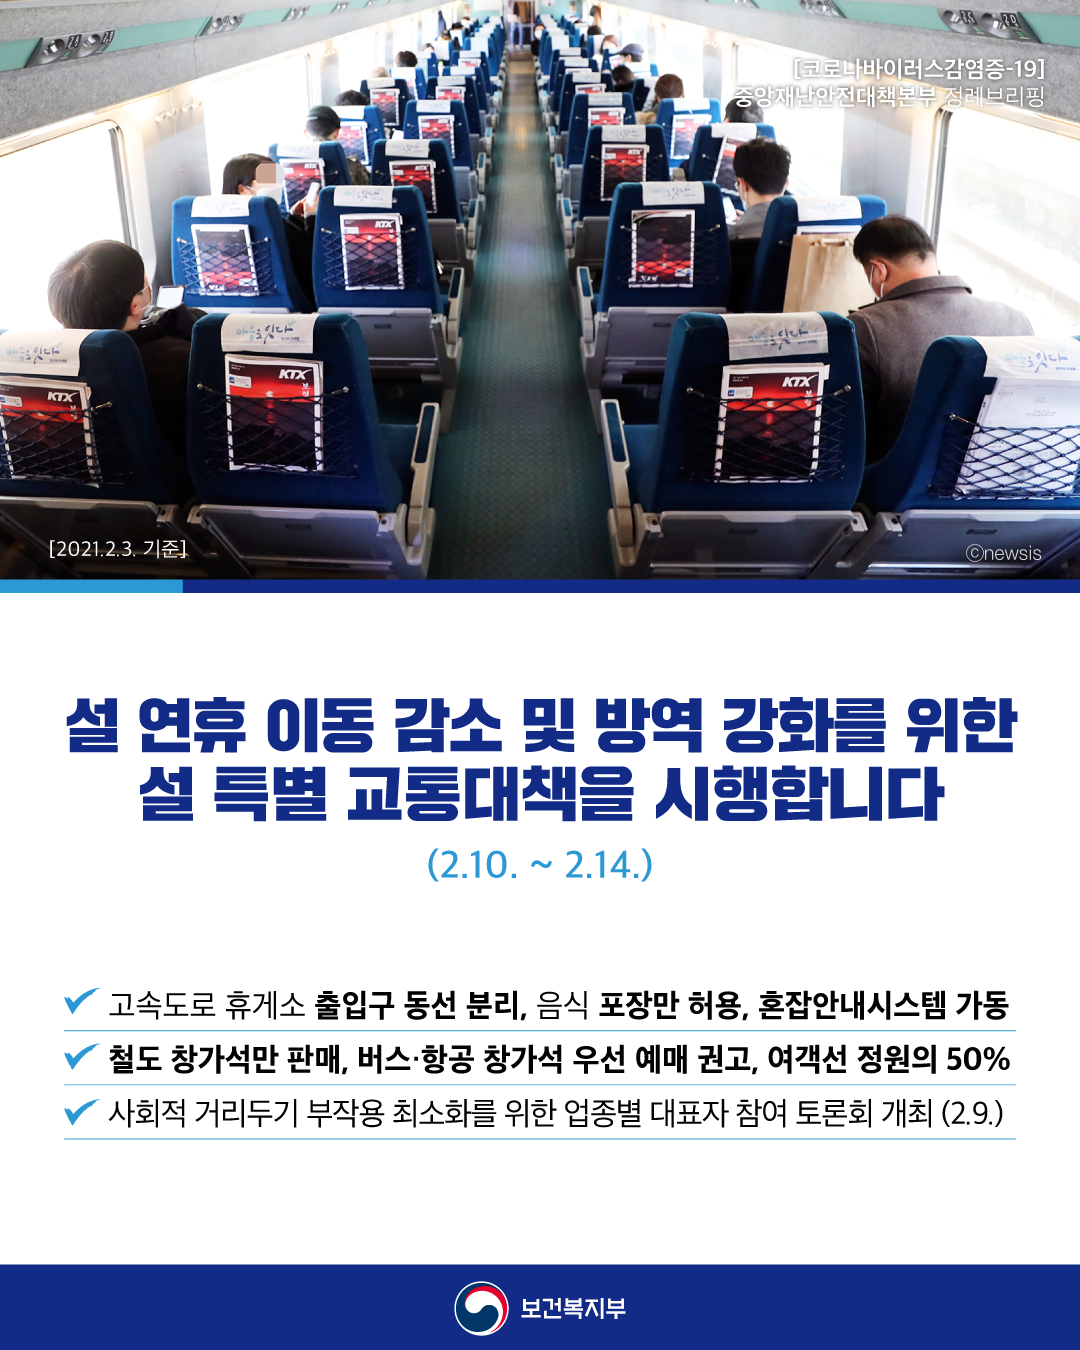 [코로나바이러스감염증-19]
중앙재난안전대책본부 정례브리핑
KTX
KTX
KTX
KTX
[2021.2.3. 기준]
ⓒnewsis
설 연휴 이동 감소 및 방역 강화를 위한
설 특별 교통대책을 시행합니다
(2.10. ~ 2.14.)
고속도로 휴게소 출입구 동선 분리, 음식 포장만 허용, 혼잡안내시스템 가동
철도 창가석만 판매, 버스·항공 창가석 우선 예매 권고, 여객선 정원의 50%
사회적 거리두기 부작용 최소화를 위한 업종별 대표자 참여 토론회 개최 (2.9.)
보건복지부